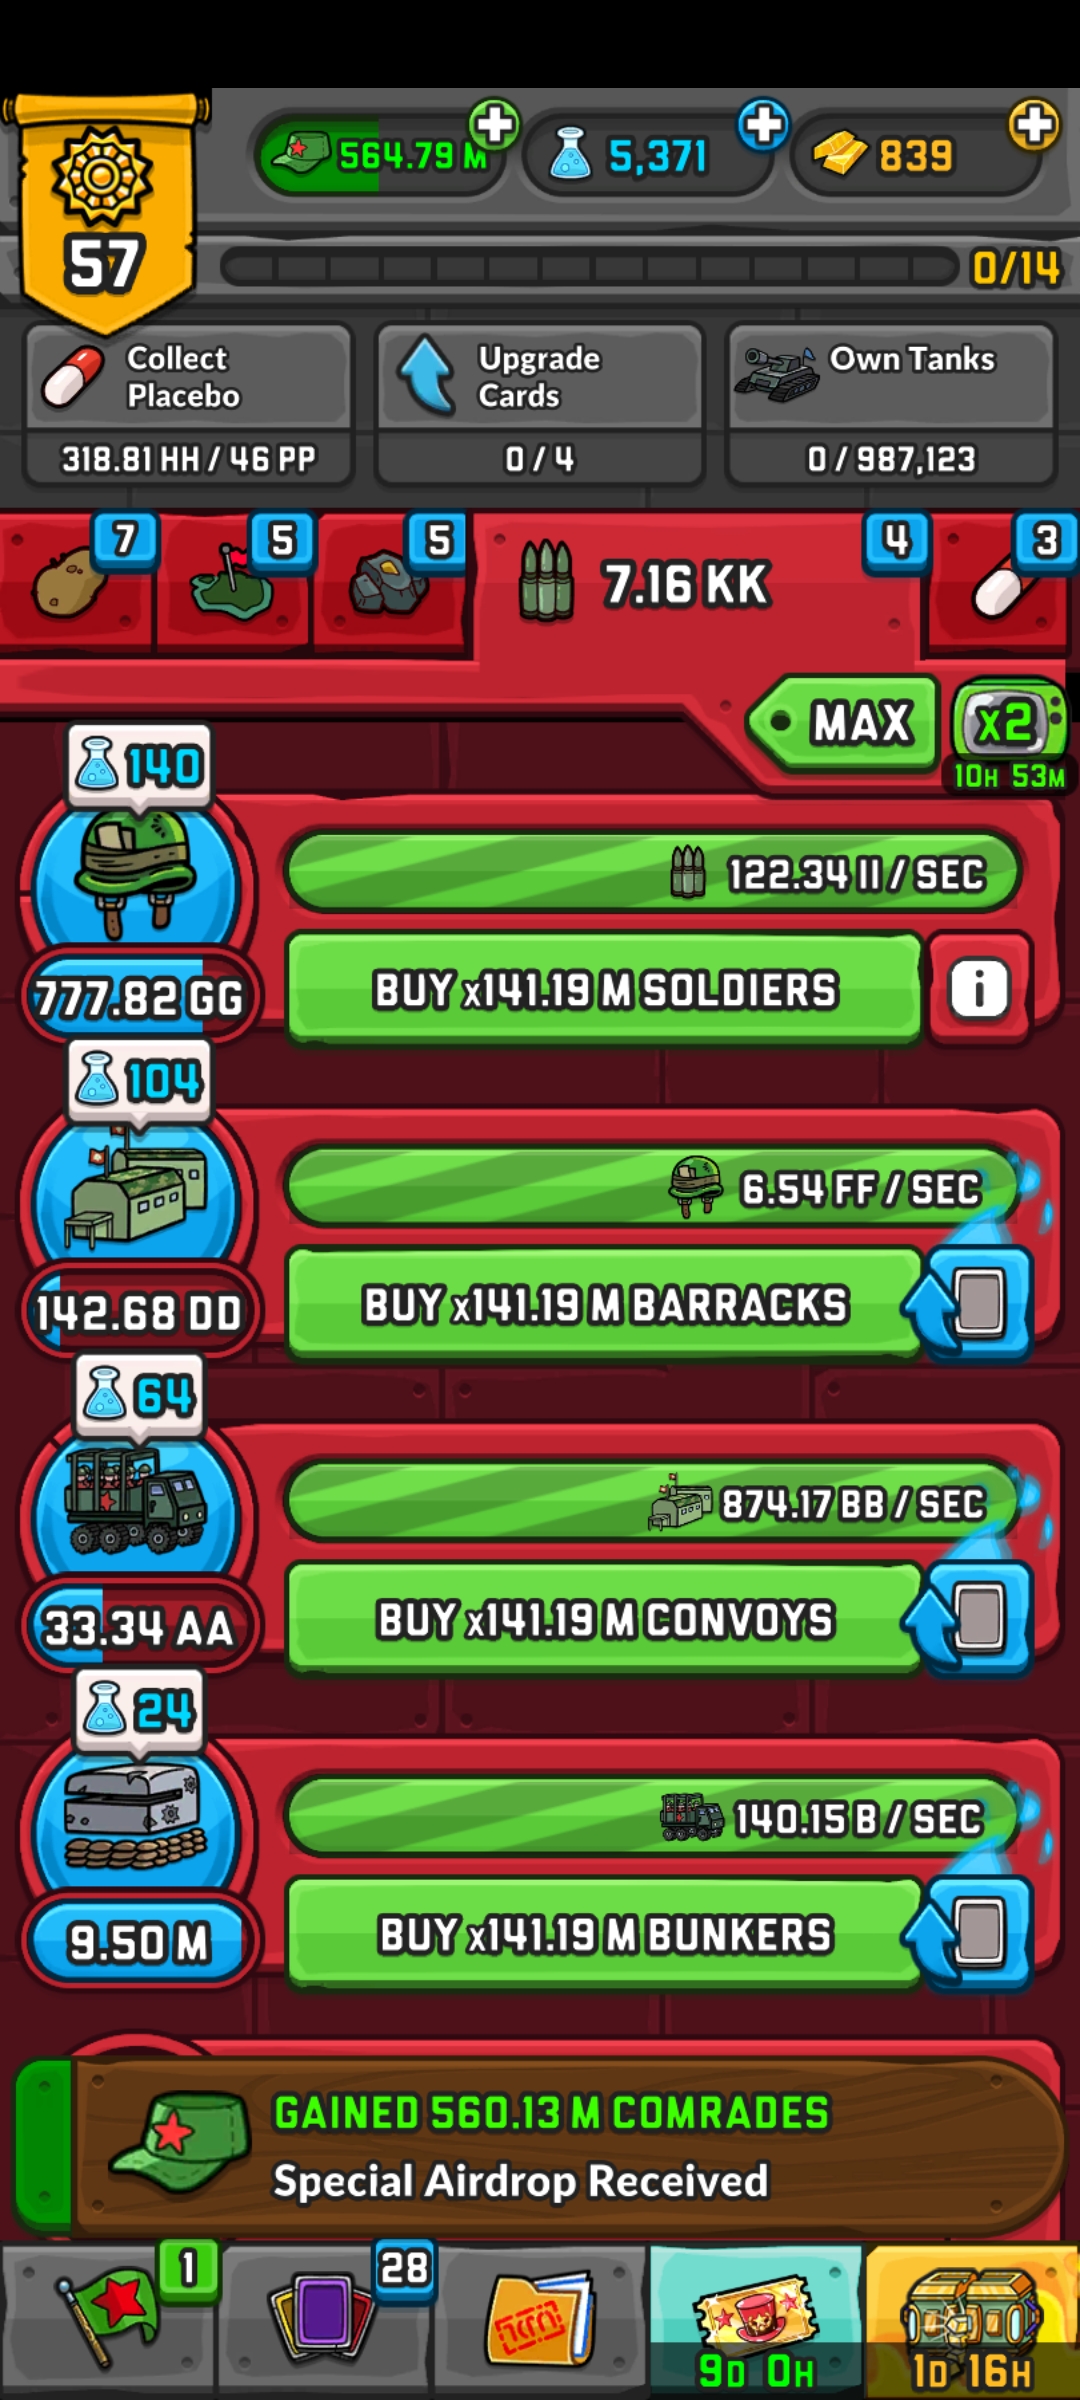 57
564.79 M
5,371
839
0/14
Collect
Placebo
318.81 HH / 46 PP
Upgrade
Cards
0 / 4
Own Tanks
0 / 987,123
7
5
5
7.16 KK
4
3
MAX
x2
10H 53M
140
122.34 II / SEC
777.82 GG
BUY x141.19 M SOLDIERS
i
104
6.54 FF / SEC
142.68 DD
BUY x141.19 M BARRACKS
64
874.17 BB / SEC
33.34 AA
BUY x141.19 M CONVOYS
24
140.15 B / SEC
9.50 M
BUY x141.19 M BUNKERS
GAINED 560.13 M COMRADES
Special Airdrop Received
1
28
9D 0H
1D 16H